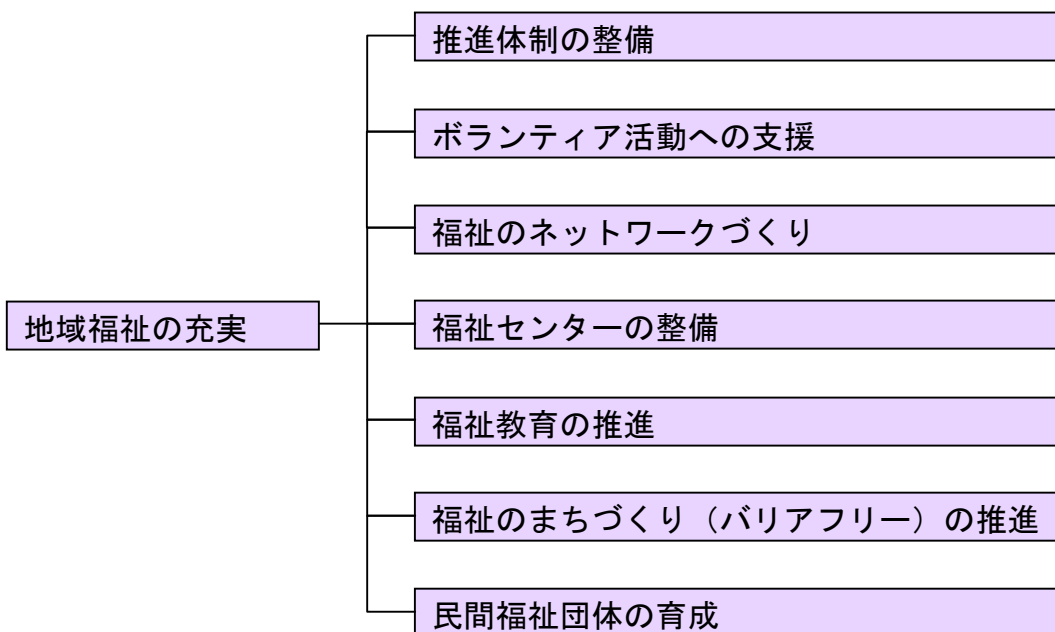 推進体制の整備
ボランティア活動への支援
福祉のネットワークづくり
地域福祉の充実
福祉センターの整備
福祉教育の推進
福祉のまちづくり（バリアフリー）の推進
民間福祉団体の育成